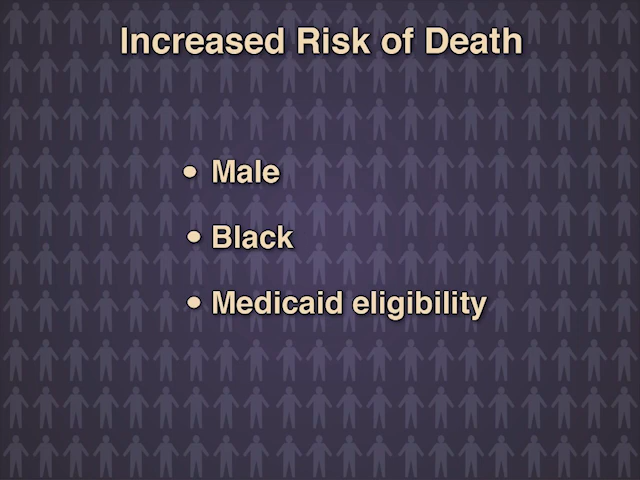 Increased Risk of Death
• Male
• Black
• Medicaid eligibility